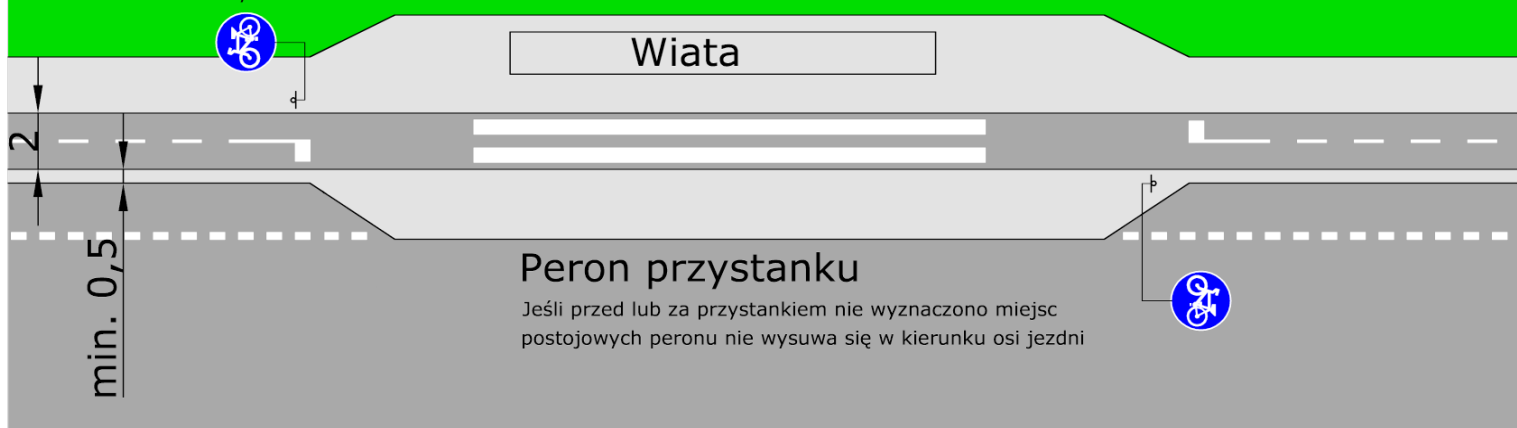 Wiata
2
min. 0,5
Peron przystanku
Jeśli przed lub za przystankiem nie wyznaczono miejsc
postojowych peronu nie wysuwa się w kierunku osi jezdni